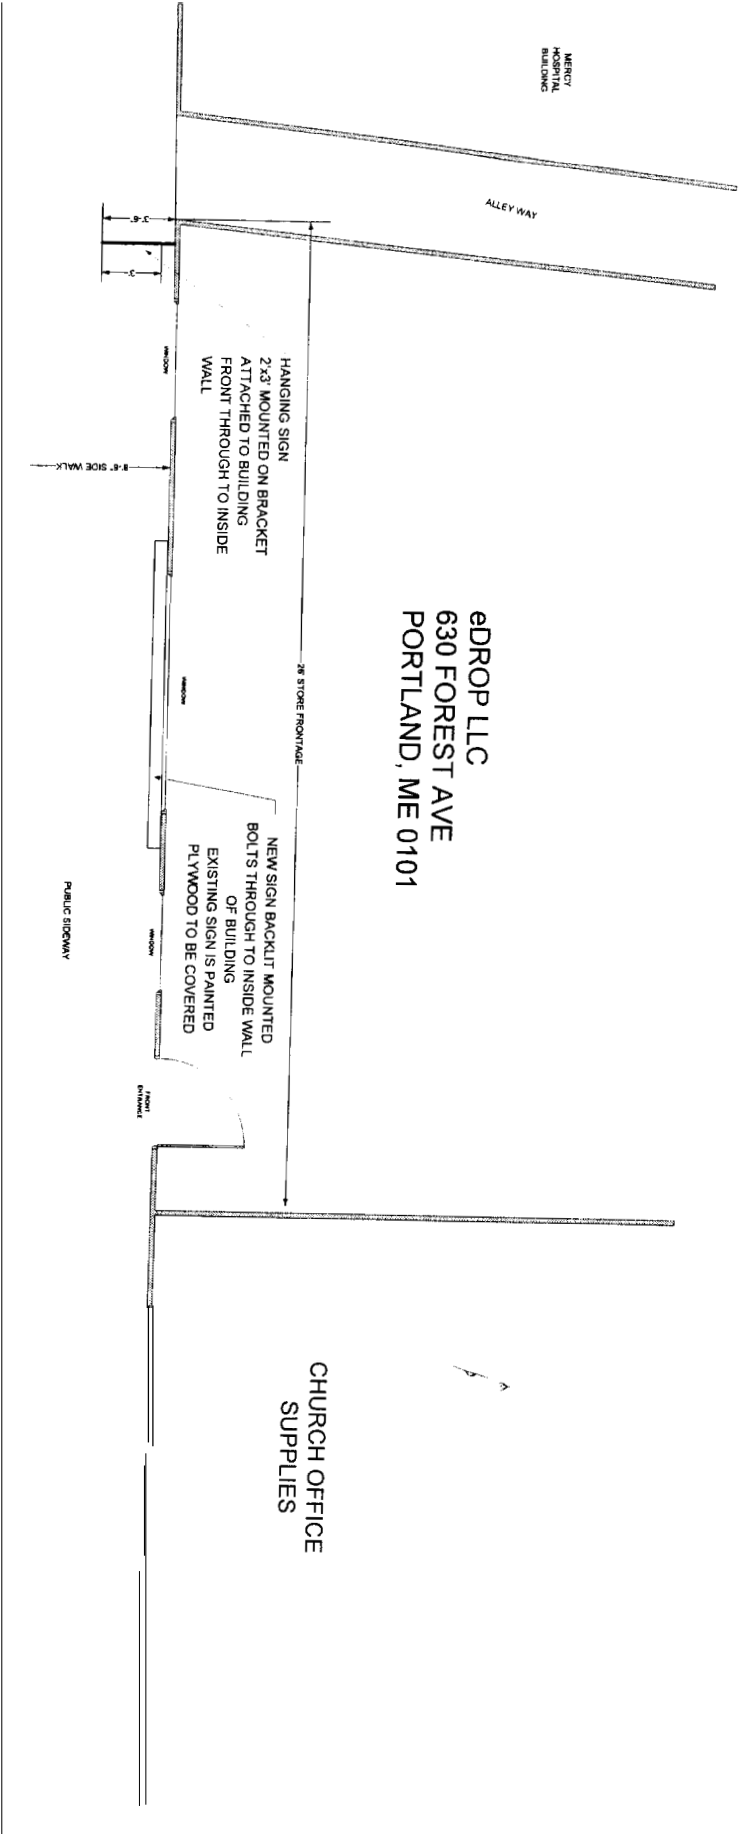 MERCY
HOSPITAL
BUILDING
ALLEY WAY
3'-6"
3'
WINDOW
HANGING SIGN
2'x3' MOUNTED ON BRACKET
ATTACHED TO BUILDING
FRONT THROUGH TO INSIDE
WALL
8'-6" SIDE WALK
eDROP LLC
630 FOREST AVE
PORTLAND, ME 0101
26' STORE FRONTAGE
WINDOW
NEW SIGN BACKLIT MOUNTED
BOLTS THROUGH TO INSIDE WALL
OF BUILDING
EXISTING SIGN IS PAINTED
PLYWOOD TO BE COVERED
WINDOW
PUBLIC SIDEWAY
FRONT
ENTRANCE
CHURCH OFFICE
SUPPLIES